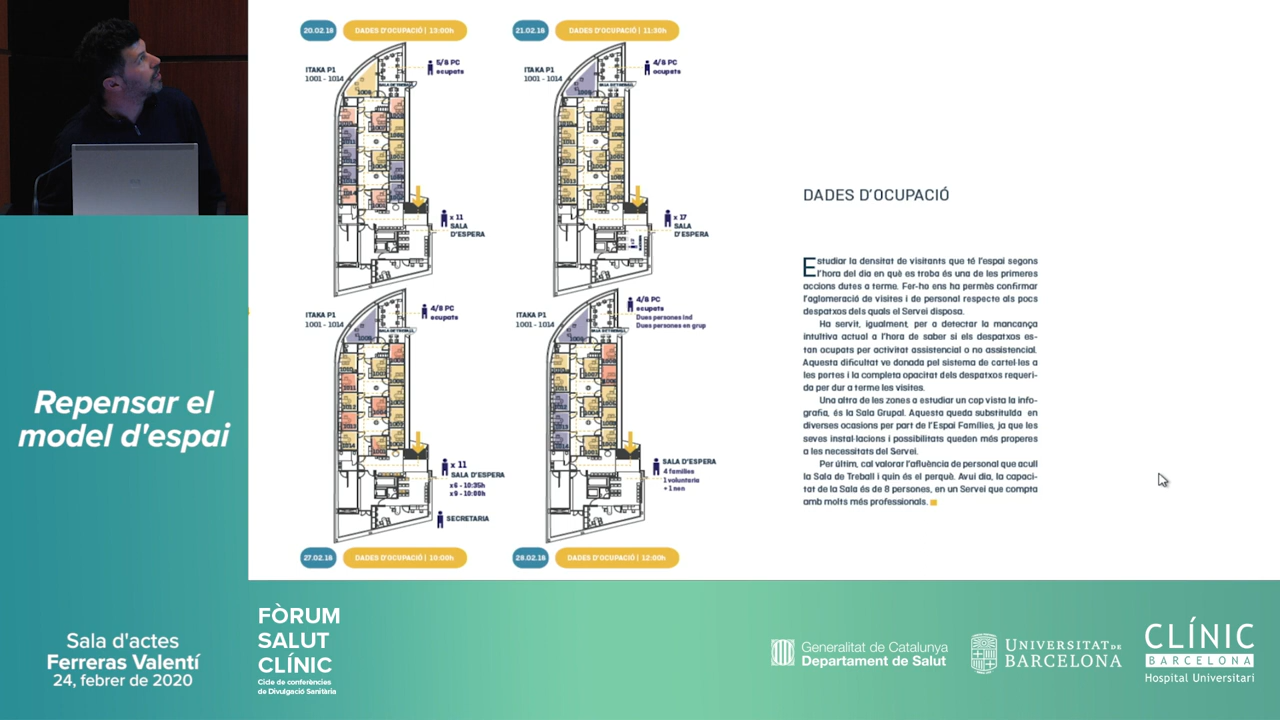 20.02.18
DADES D'OCUPACIÓ | 13:00h
21.02.18
DADES D'OCUPACIÓ | 11:30h
ITAKA P1
1001 - 1014
5/8 PC
ocupats
x 11
SALA
D'ESPERA
ITAKA P1
1001 - 1014
4/8 PC
ocupats
x 17
SALA
D'ESPERA
ITAKA P1
1001 - 1014
4/8 PC
ocupats
x 11
SALA D'ESPERA
x 6 - 10:35h
x 9 - 10:00h
SECRETARIA
ITAKA P1
1001 - 1014
4/8 PC
ocupats
Dues persones ind
Dues persones en grup
SALA D'ESPERA
4 famílies
1 voluntaria
+ 1 nen
27.02.18
DADES D'OCUPACIÓ | 10:00h
28.02.18
DADES D'OCUPACIÓ | 12:00h
DADES D'OCUPACIÓ
Estudiar la densitat de visitants que té l'espai segons
l'hora del dia en què es troba és una de les primeres
accions dutes a terme. Fer-ho ens ha permès confirmar
l'aglomeració de visites i de personal respecte als pocs
despatxos dels quals el Servei disposa.
Ha servit, igualment, per a detectar la mancança
intuïtiva actual a l'hora de saber si els despatxos es-
tan ocupats per activitat assistencial o no assistencial.
Aquesta dificultat ve donada pel sistema de cartel·les a
les portes i la completa opacitat dels despatxos requeri-
da per dur a terme les visites.
Una altra de les zones a estudiar un cop vista la info-
grafia, és la Sala Grupal. Aquesta queda substituïda en
diverses ocasions per part de l'Espai Famílies, ja que les
seves instal·lacions i possibilitats queden més properes
a les necessitats del Servei.
Per últim, cal valorar l'afluència de personal que acull
la Sala de Treball i quin és el perquè. Avui dia, la capaci-
tat de la Sala és de 8 persones, en un Servei que compta
amb molts més professionals.
Repensar el
model d'espai
Sala d'actes
Ferreras Valentí
24, febrer de 2020
FÒRUM
SALUT
CLÍNIC
Cicle de conferències
de Divulgació Sanitària
Generalitat de Catalunya
Departament de Salut
UNIVERSITAT DE
BARCELONA
CLÍNIC
BARCELONA
Hospital Universitari